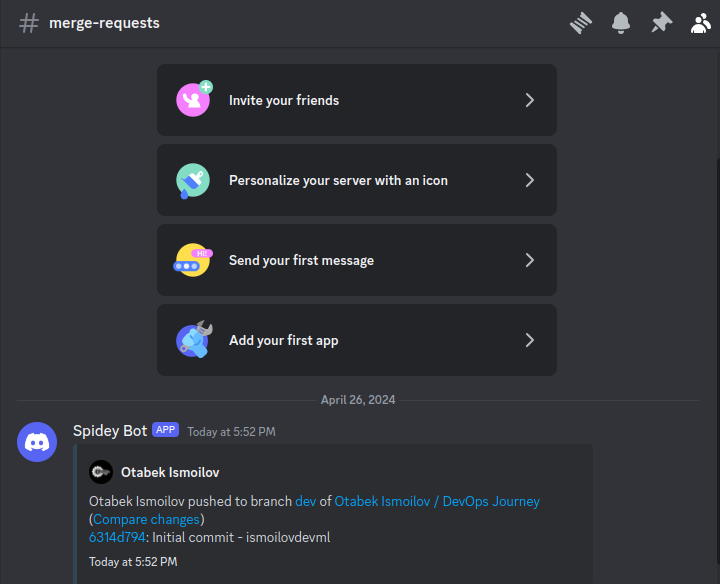 # merge-requests
Invite your friends
Personalize your server with an icon
Hi!
Send your first message
Add your first app
April 26, 2024
Spidey Bot APP Today at 5:52 PM
Otabek Ismoilov
Otabek Ismoilov pushed to branch dev of Otabek Ismoilov / DevOps Journey
(Compare changes)
6314d794: Initial commit - ismoilovdevml
Today at 5:52 PM